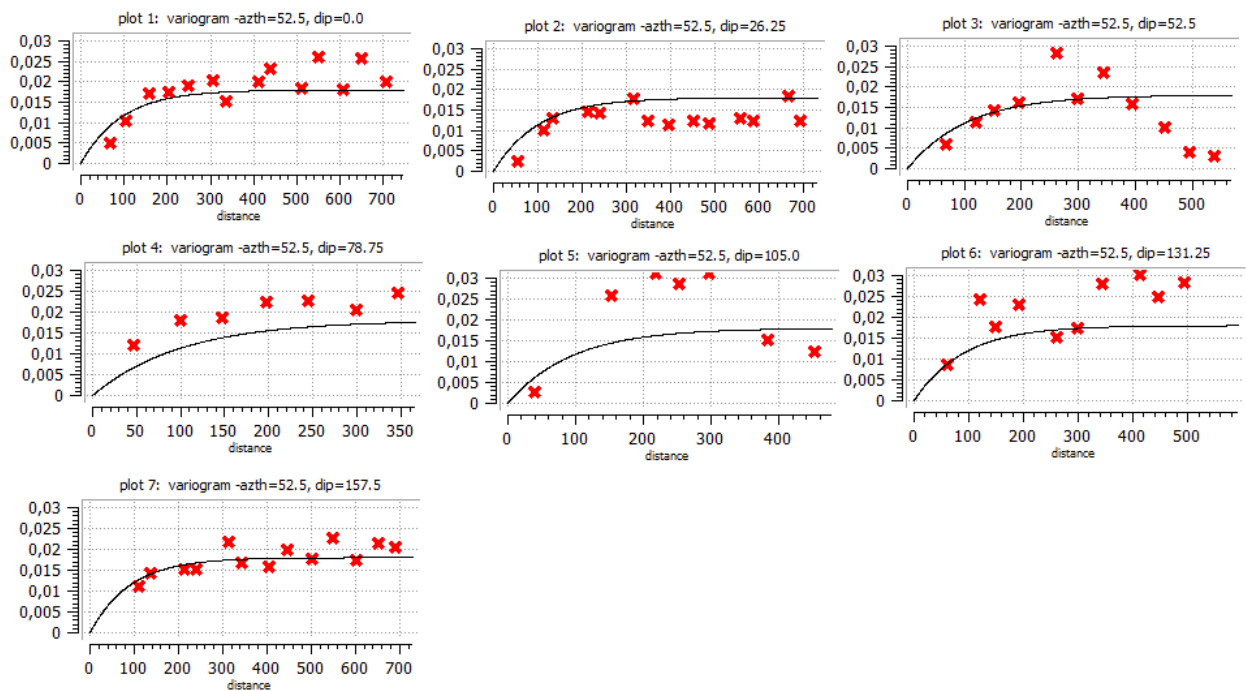 plot 1: variogram -azth=52.5, dip=0.0
0,03
0,025
0,02
0,015
0,01
0,005
0
0 100 200 300 400 500 600 700
distance
plot 2: variogram -azth=52.5, dip=26.25
0,03
0,025
0,02
0,015
0,01
0,005
0
0 100 200 300 400 500 600 700
distance
plot 3: variogram -azth=52.5, dip=52.5
0,03
0,025
0,02
0,015
0,01
0,005
0
0 100 200 300 400 500
distance
plot 4: variogram -azth=52.5, dip=78.75
0,03
0,025
0,02
0,015
0,01
0,005
0
0 50 100 150 200 250 300 350
distance
plot 5: variogram -azth=52.5, dip=105.0
0,03
0,025
0,02
0,015
0,01
0,005
0
0 100 200 300 400
distance
plot 6: variogram -azth=52.5, dip=131.25
0,03
0,025
0,02
0,015
0,01
0,005
0
0 100 200 300 400 500
distance
plot 7: variogram -azth=52.5, dip=157.5
0,03
0,025
0,02
0,015
0,01
0,005
0
0 100 200 300 400 500 600 700
distance